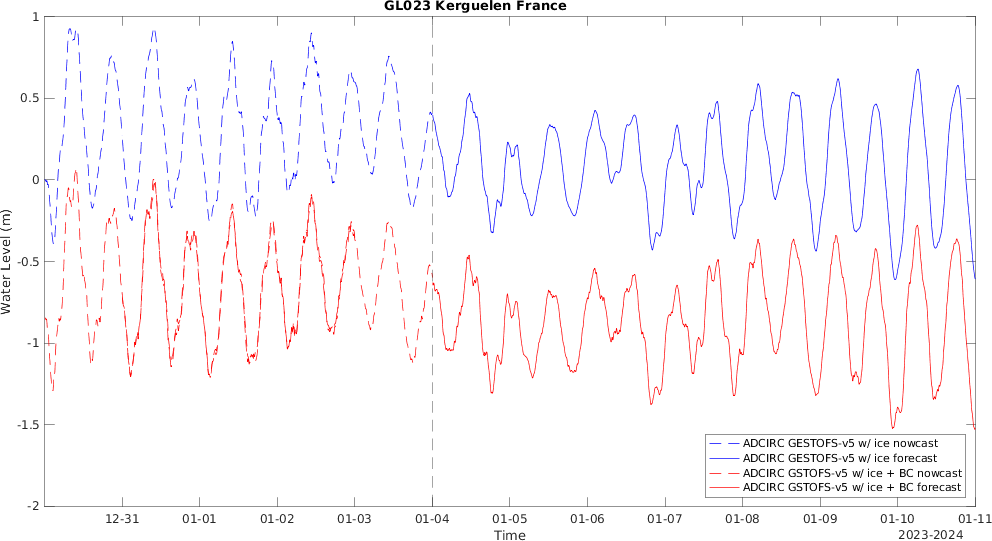 GL023 Kerguelen France
1
0.5
0
-0.5
-1
-1.5
-2
Water Level (m)
ADCIRC GESTOFS-v5 w/ ice nowcast
ADCIRC GESTOFS-v5 w/ ice forecast
ADCIRC GSTOFS-v5 w/ ice + BC nowcast
ADCIRC GSTOFS-v5 w/ ice + BC forecast
12-31 01-01 01-02 01-03 01-04 01-05 01-06 01-07 01-08 01-09 01-10 01-11
Time
2023-2024